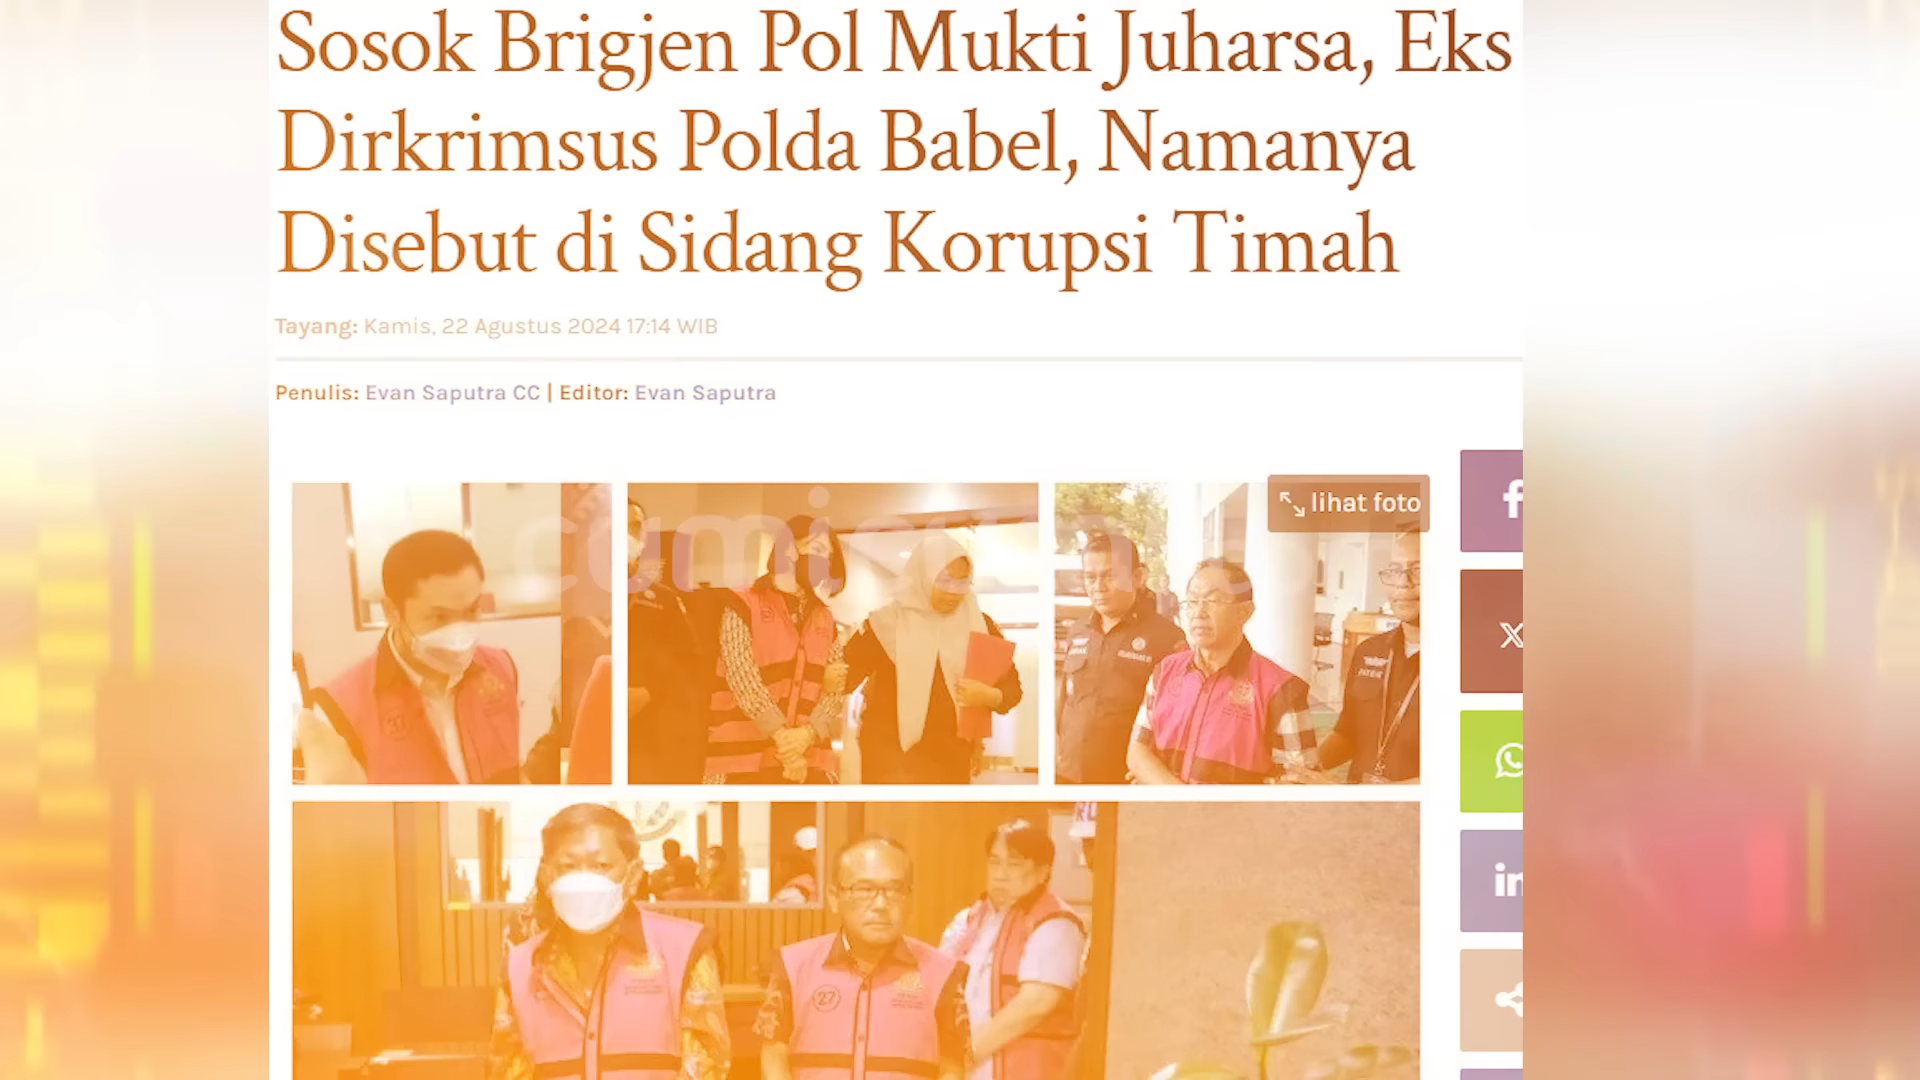 Sosok Brigjen Pol Mukti Juharsa, Eks
Dirkrimsus Polda Babel, Namanya
Disebut di Sidang Korupsi Timah
Tayang: Kamis, 22 Agustus 2024 17:14 WIB
Penulis: Evan Saputra CC | Editor: Evan Saputra
lihat foto
27